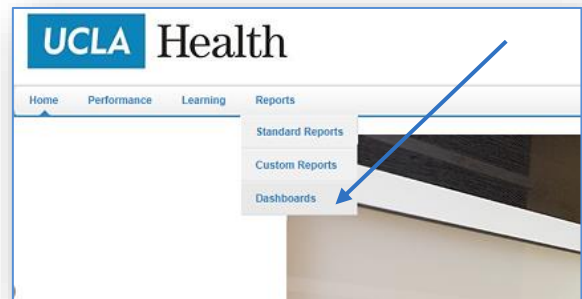 UCLA Health
Home Performance Learning Reports
Standard Reports
Custom Reports
Dashboards